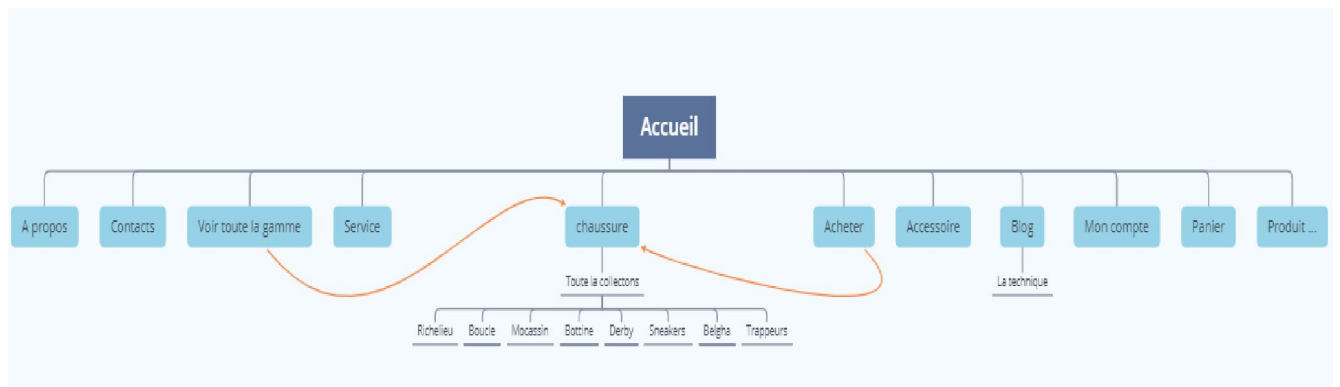 Accueil
A propos
Contacts
Voir toute la gamme
Service
chaussure
Acheter
Accessoire
Blog
Mon compte
Panier
Produit ...
Toute la collectons
La technique
Richelieu
Boucle
Mocassin
Bottine
Derby
Sneakers
Belgha
Trappeurs